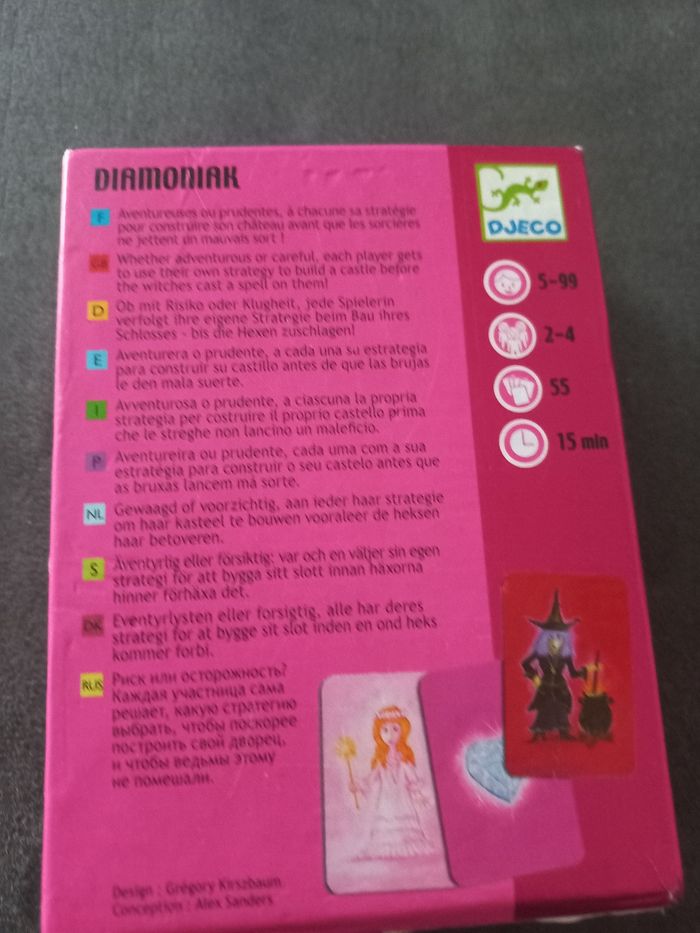 DIAMONIAK
DJECO
F
Aventureuses ou prudentes, à chacune sa stratégie
pour construire son château avant que les sorcières
ne jettent un mauvais sort !
GB
Whether adventurous or careful, each player gets
to use their own strategy to build a castle before
the witches cast a spell on them!
D
Ob mit Risiko oder Klugheit, jede Spielerin
verfolgt ihre eigene Strategie beim Bau ihres
Schlosses - bis die Hexen zuschlagen!
E
Aventurera o prudente, a cada una su estrategia
para construir su castillo antes de que las brujas
le den mala suerte.
I
Avventurosa o prudente, a ciascuna la propria
strategia per costruire il proprio castello prima
che le streghe non lancino un maleficio.
P
Aventureira ou prudente, cada uma com a sua
estratégia para construir o seu castelo antes que
as bruxas lancem má sorte.
NL
Gewaagd of voorzichtig, aan ieder haar strategie
om haar kasteel te bouwen vooraleer de heksen
haar betoveren.
S
Äventyrlig eller försiktig: var och en väljer sin egen
strategi för att bygga sitt slott innan häxorna
hinner förhäxa det.
DK
Eventyrlysten eller forsigtig, alle har deres
strategi for at bygge sit slot inden en ond heks
kommer forbi.
RUS
Риск или осторожность?
Каждая участница сама
решает, какую стратегию
выбрать, чтобы поскорее
построить свой дворец,
и чтобы ведьмы этому
не помешали.
5-99
2-4
55
15 min
Design : Grégory Kirszbaum
Conception : Alex Sanders